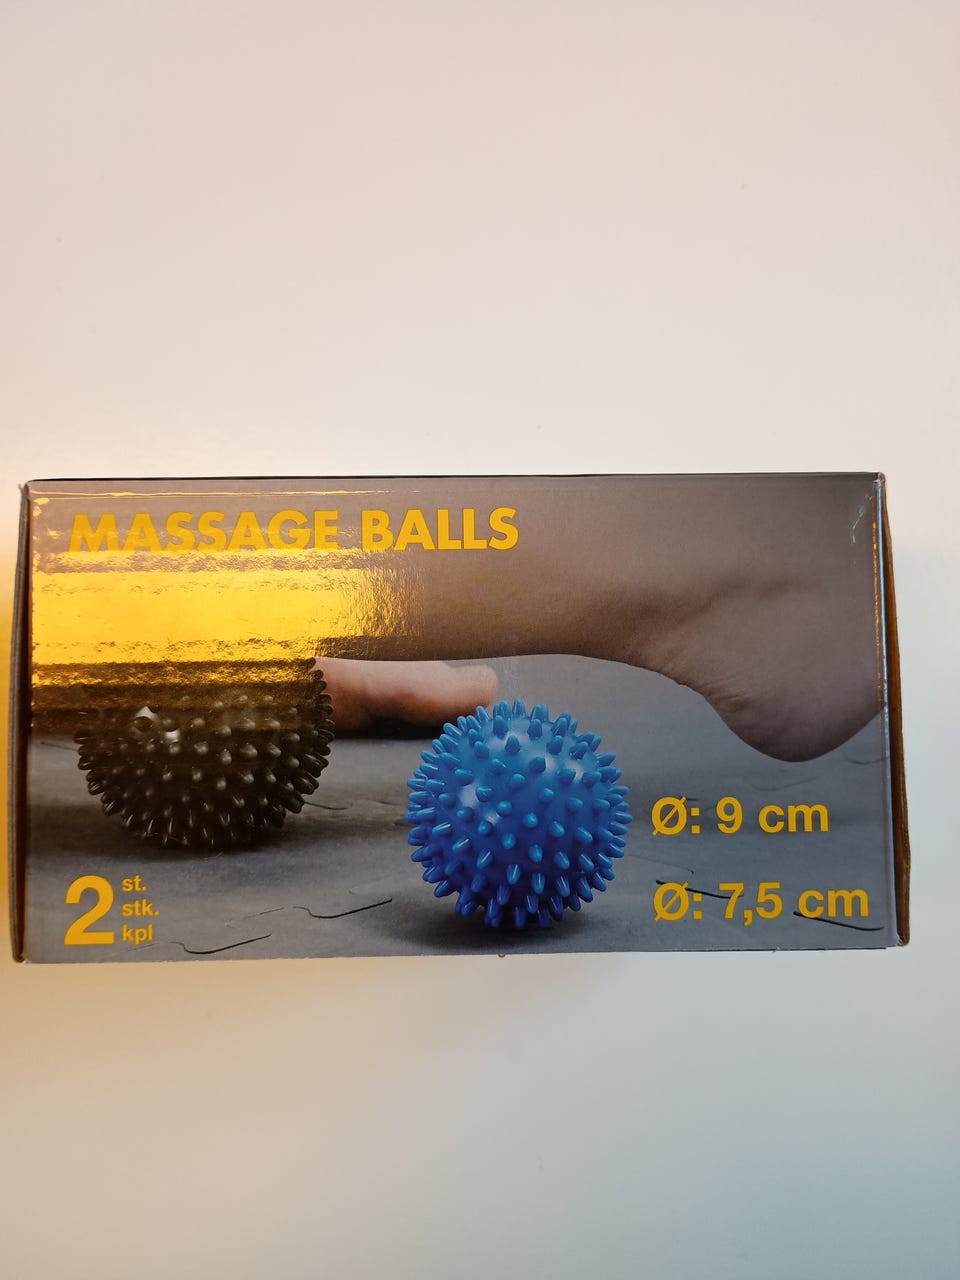 MASSAGE BALLS
Ø: 9 cm
Ø: 7,5 cm
2 st.
stk.
kpl